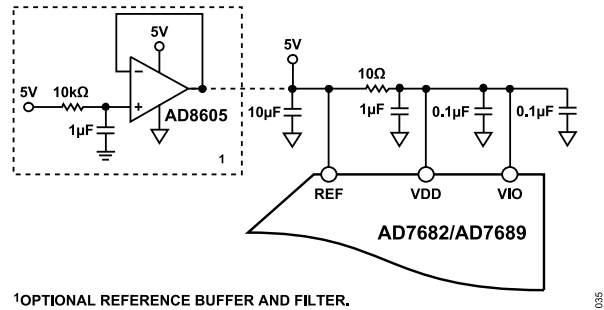 5V
5V
10kΩ
1µF
AD8605
1
5V
10Ω
10µF
1µF
0.1µF
0.1µF
REF
VDD
VIO
AD7682/AD7689
1OPTIONAL REFERENCE BUFFER AND FILTER.
035